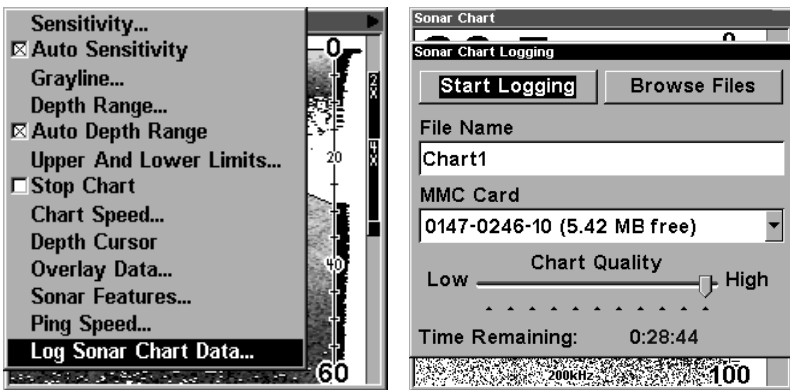 Sensitivity...
Auto Sensitivity
Grayline...
Depth Range...
Auto Depth Range
Upper And Lower Limits...
Stop Chart
Chart Speed...
Depth Cursor
Overlay Data...
Sonar Features...
Ping Speed...
Log Sonar Chart Data...
0
20
40
60
2X
4X
Sonar Chart
0
Sonar Chart Logging
Start Logging
Browse Files
File Name
Chart1
MMC Card
0147-0246-10 (5.42 MB free)
Chart Quality
Low
High
Time Remaining: 0:28:44
200kHz
100